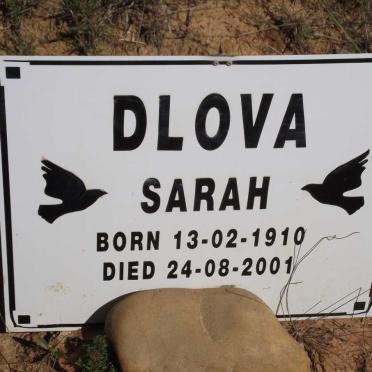 DLOVA
SARAH
BORN 13-02-1910
DIED 24-08-2001